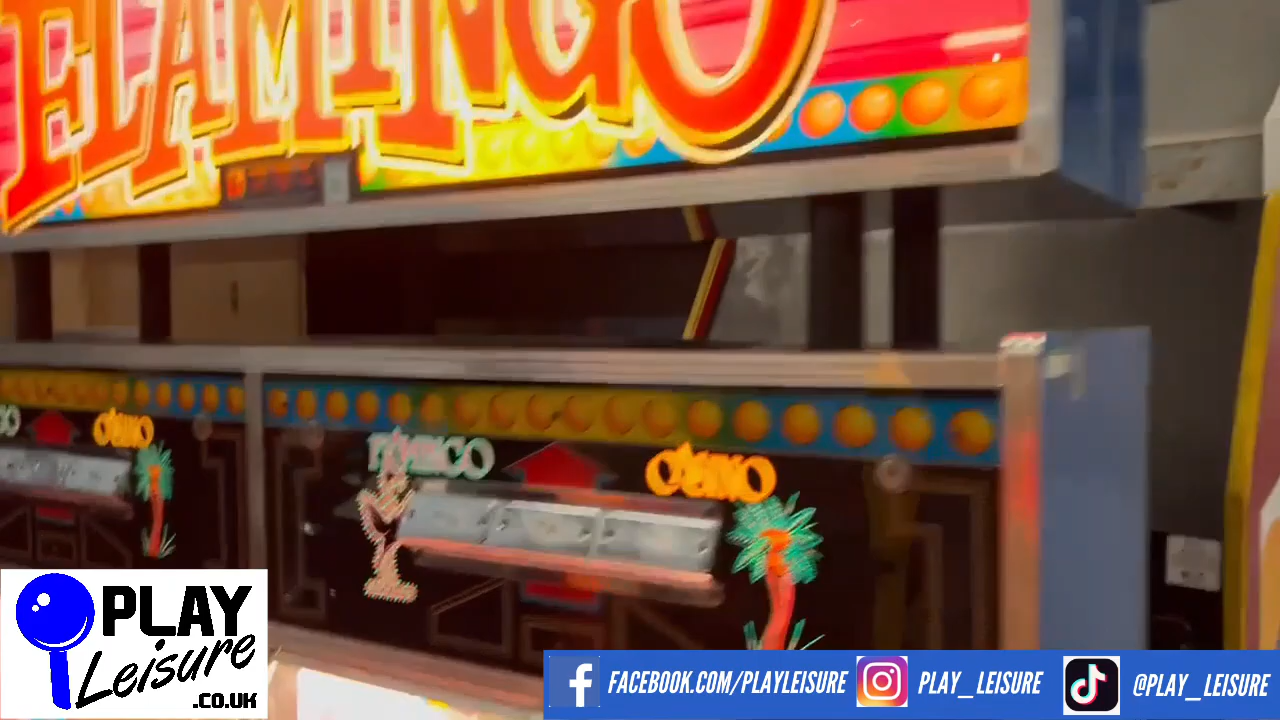 FLAMINGO
CASINO
CASINO
PLAY
Leisure
.CO.UK
FACEBOOK.COM/PLAYLEISURE
PLAY_LEISURE
@PLAY_LEISURE